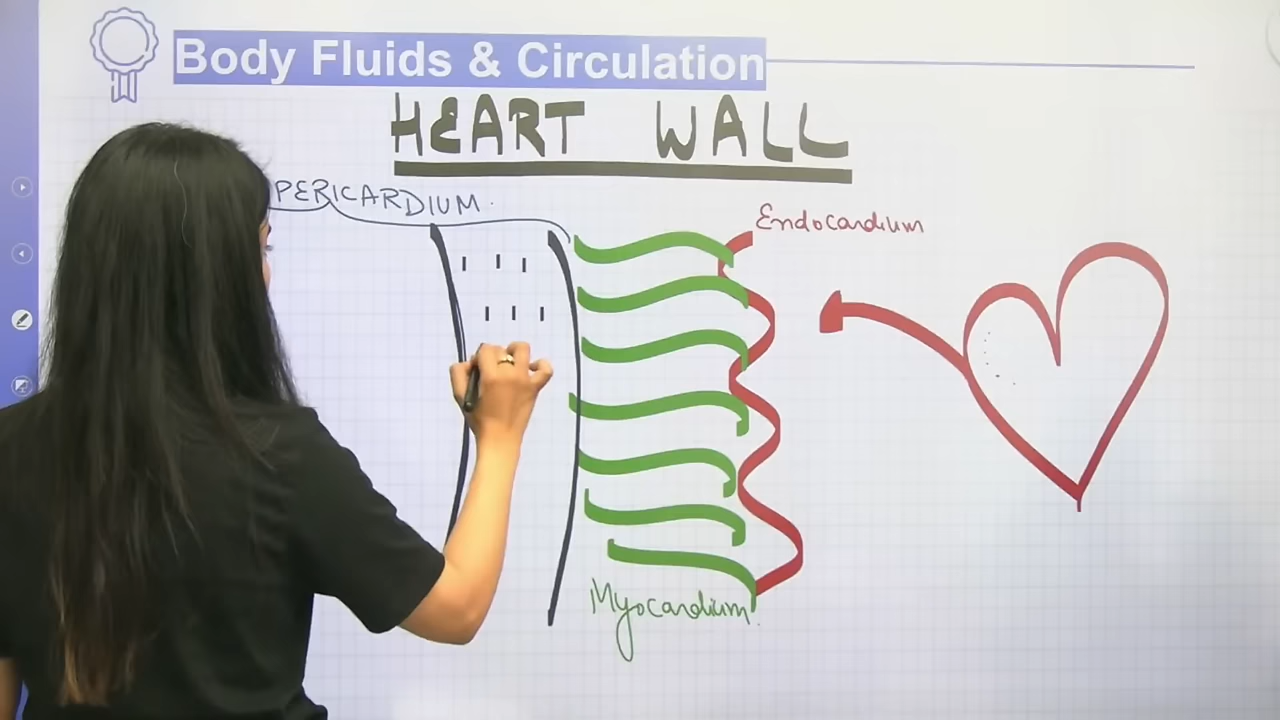 Body Fluids & Circulation
HEART WALL
PERICARDIUM.
Endocardium
Myocardium.